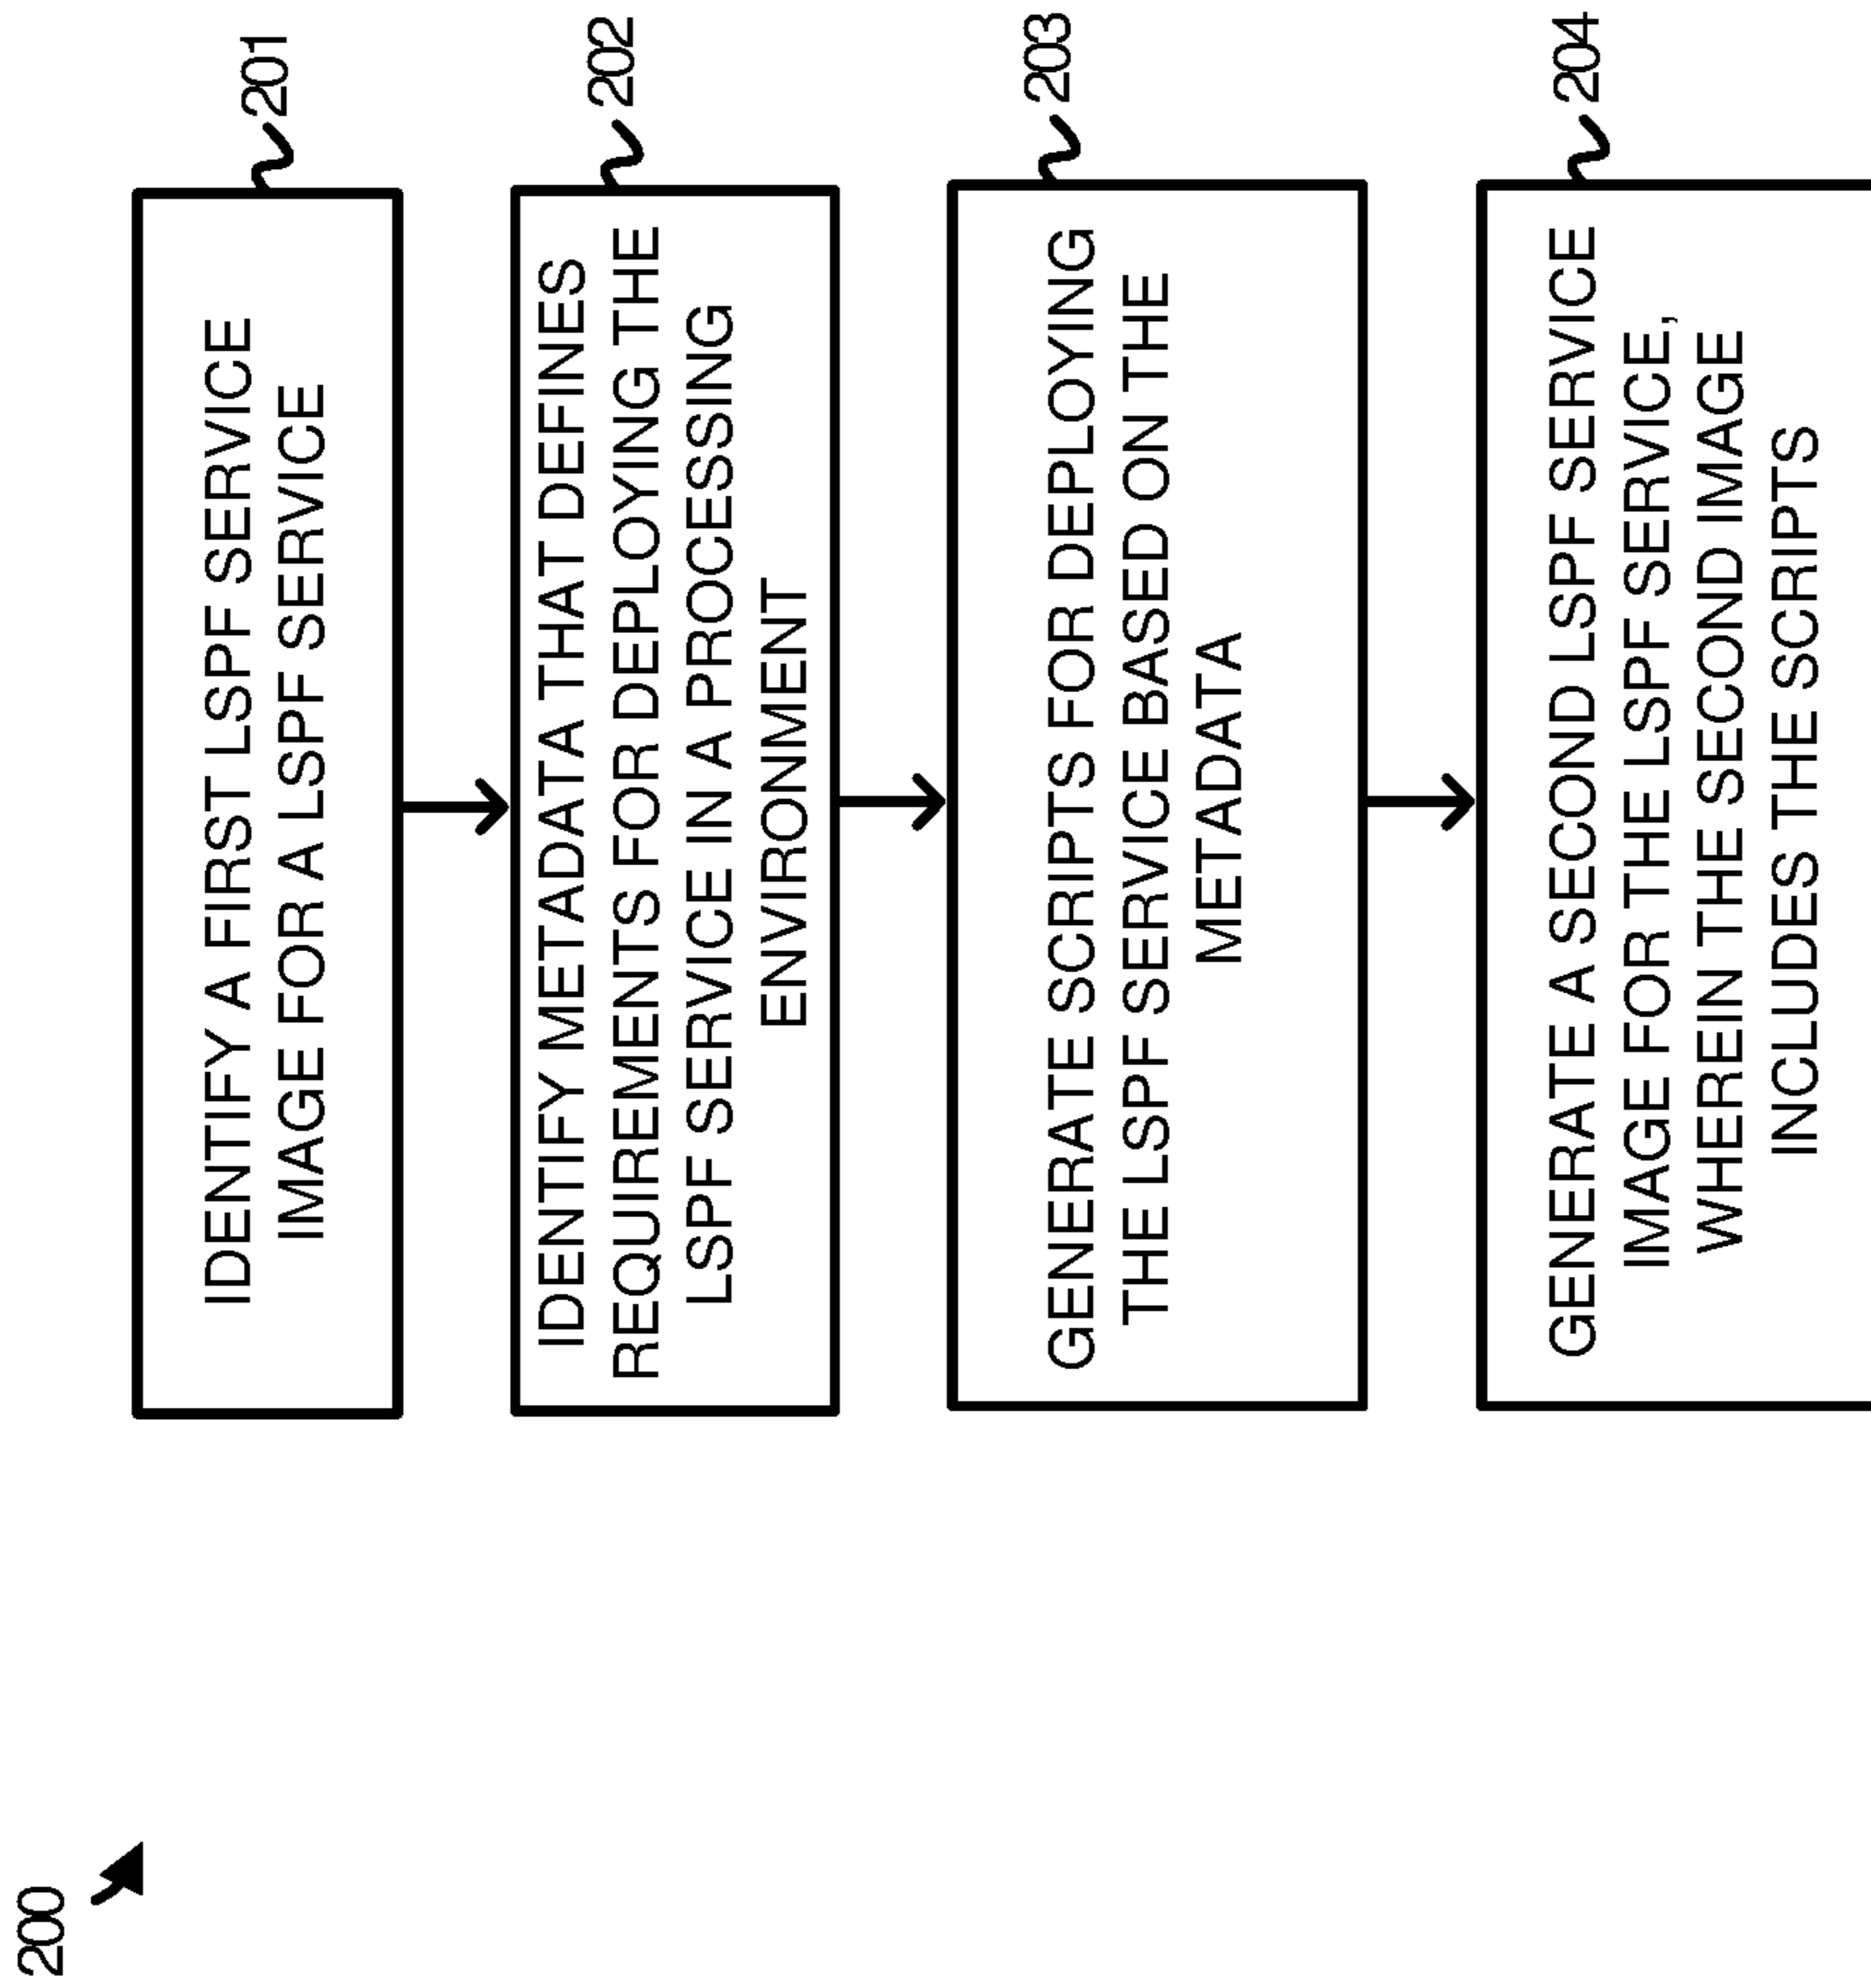 200
201
IDENTIFY A FIRST LSPF SERVICE
IMAGE FOR A LSPF SERVICE
202
IDENTIFY METADATA THAT DEFINES
REQUIREMENTS FOR DEPLOYING THE
LSPF SERVICE IN A PROCESSING
ENVIRONMENT
203
GENERATE SCRIPTS FOR DEPLOYING
THE LSPF SERVICE BASED ON THE
METADATA
204
GENERATE A SECOND LSPF SERVICE
IMAGE FOR THE LSPF SERVICE,
WHEREIN THE SECOND IMAGE
INCLUDES THE SCRIPTS